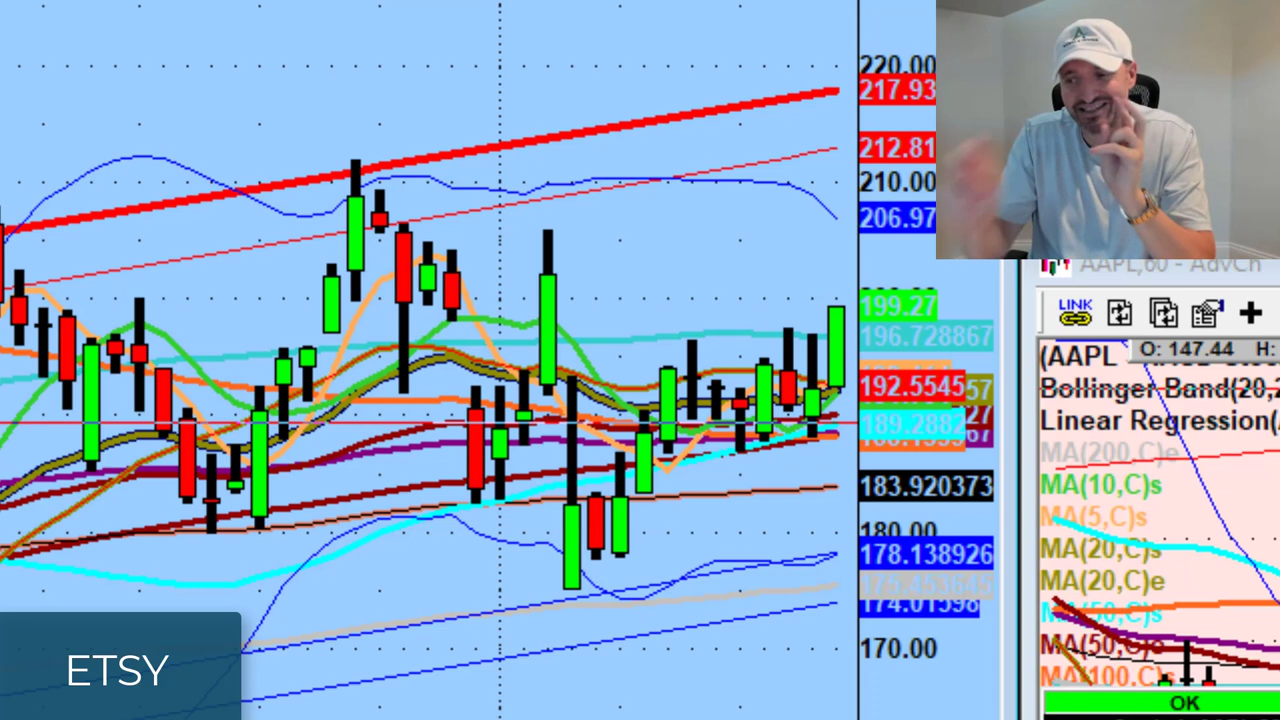 220.00
217.93
212.81
210.00
206.97
199.27
196.728867
192.5545
57
27
189.2882
67
183.920373
180.00
178.138926
174.01598
170.00
ETSY
AAPL,60 - AdvCh
LINK
O: 147.44 H:
(AAPL
Bollinger Band(20,2
Linear Regression(
MA(200,C)e
MA(10,C)s
MA(5,C)s
MA(20,C)s
MA(20,C)e
MA(50,C)s
MA(50,C)e
MA(100,C)s
OK